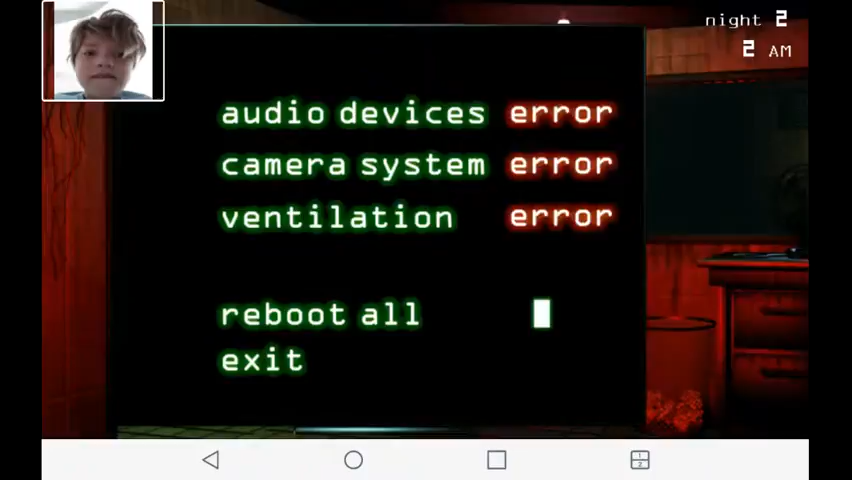 night 2
2 AM
audio devices error
camera system error
ventilation error
reboot all
exit